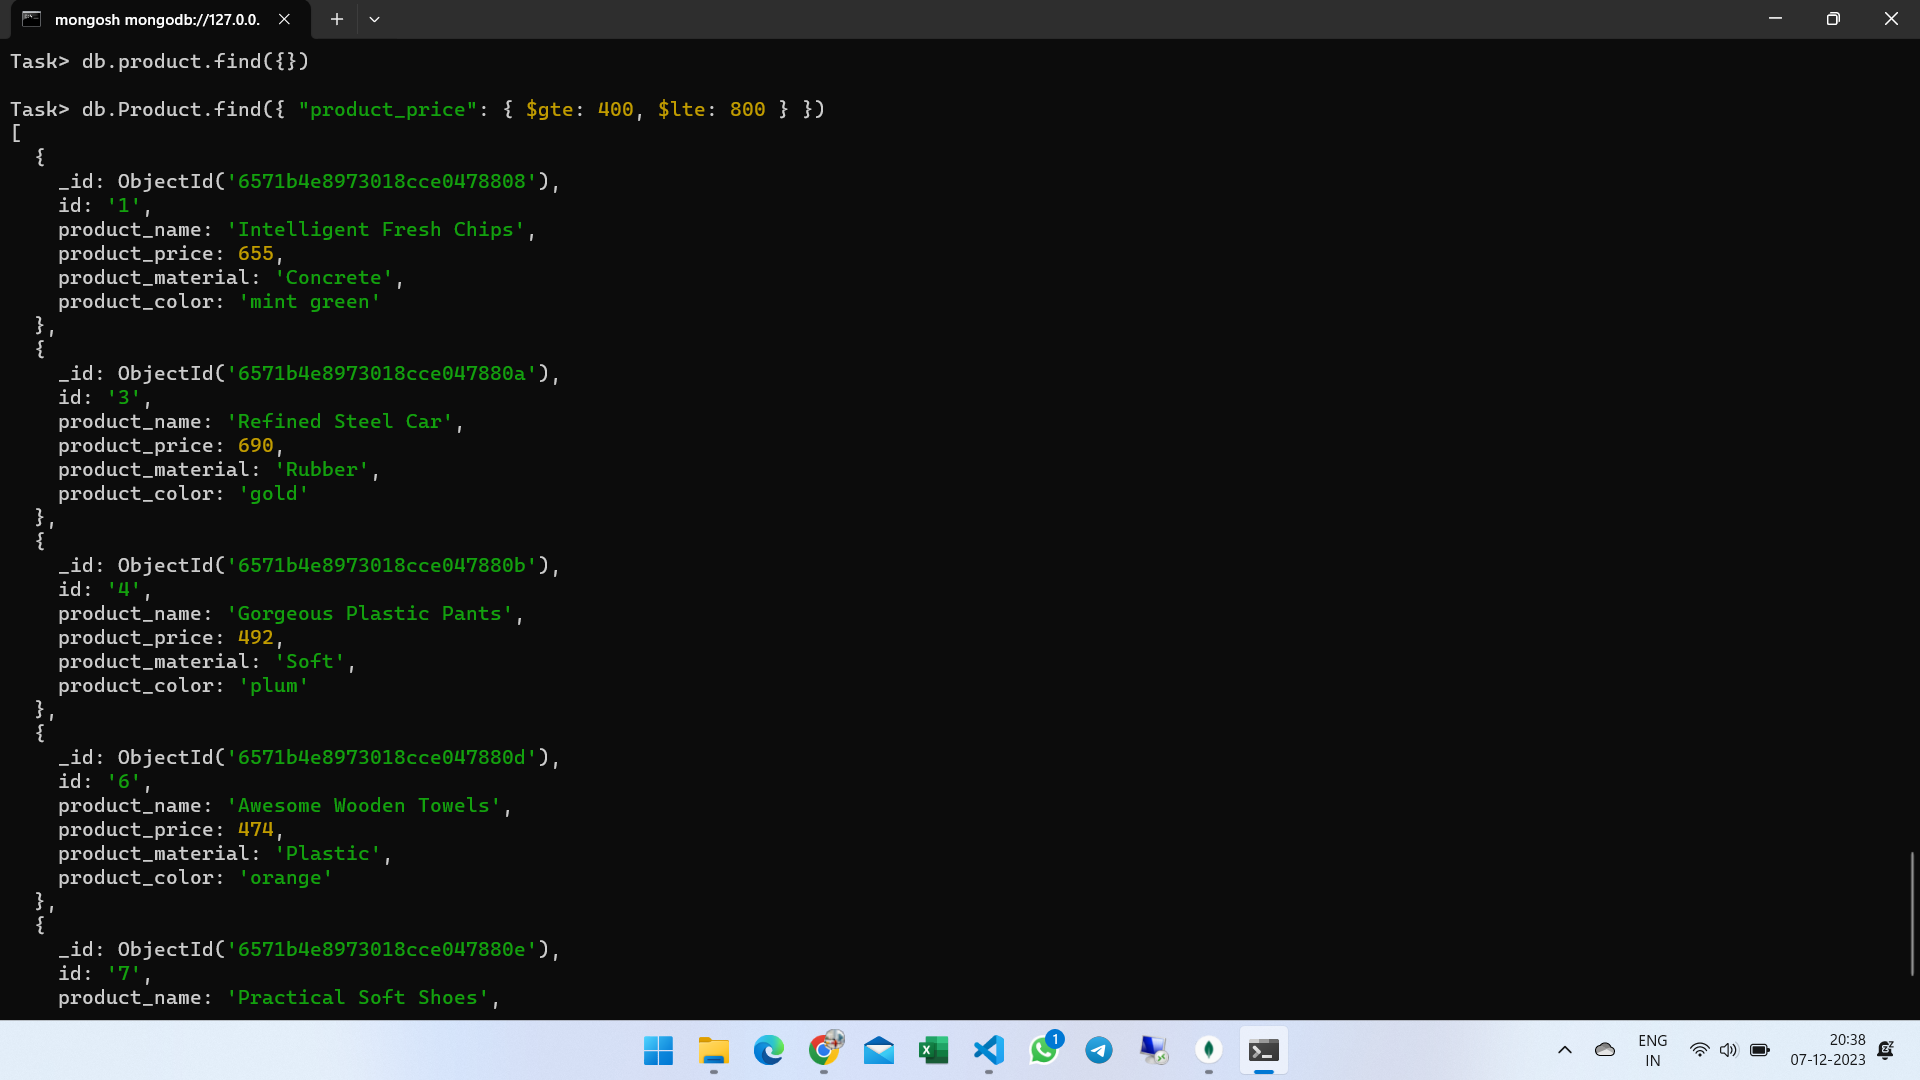 mongosh mongodb://127.0.0.
Task> db.product.find({})
Task> db.Product.find({ "product_price": { $gte: 400, $lte: 800 } })
[
  {
    _id: ObjectId('6571b4e8973018cce0478808'),
    id: '1',
    product_name: 'Intelligent Fresh Chips',
    product_price: 655,
    product_material: 'Concrete',
    product_color: 'mint green'
  },
  {
    _id: ObjectId('6571b4e8973018cce047880a'),
    id: '3',
    product_name: 'Refined Steel Car',
    product_price: 690,
    product_material: 'Rubber',
    product_color: 'gold'
  },
  {
    _id: ObjectId('6571b4e8973018cce047880b'),
    id: '4',
    product_name: 'Gorgeous Plastic Pants',
    product_price: 492,
    product_material: 'Soft',
    product_color: 'plum'
  },
  {
    _id: ObjectId('6571b4e8973018cce047880d'),
    id: '6',
    product_name: 'Awesome Wooden Towels',
    product_price: 474,
    product_material: 'Plastic',
    product_color: 'orange'
  },
  {
    _id: ObjectId('6571b4e8973018cce047880e'),
    id: '7',
    product_name: 'Practical Soft Shoes',
1
ENG
IN
20:38
07-12-2023